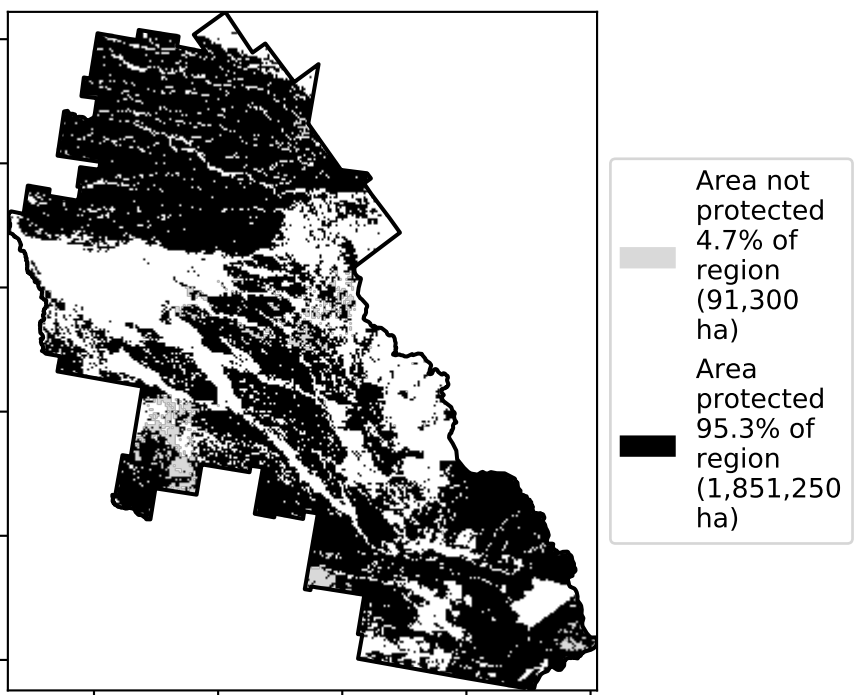 Area not
protected
4.7% of
region
(91,300
ha)
Area
protected
95.3% of
region
(1,851,250
ha)